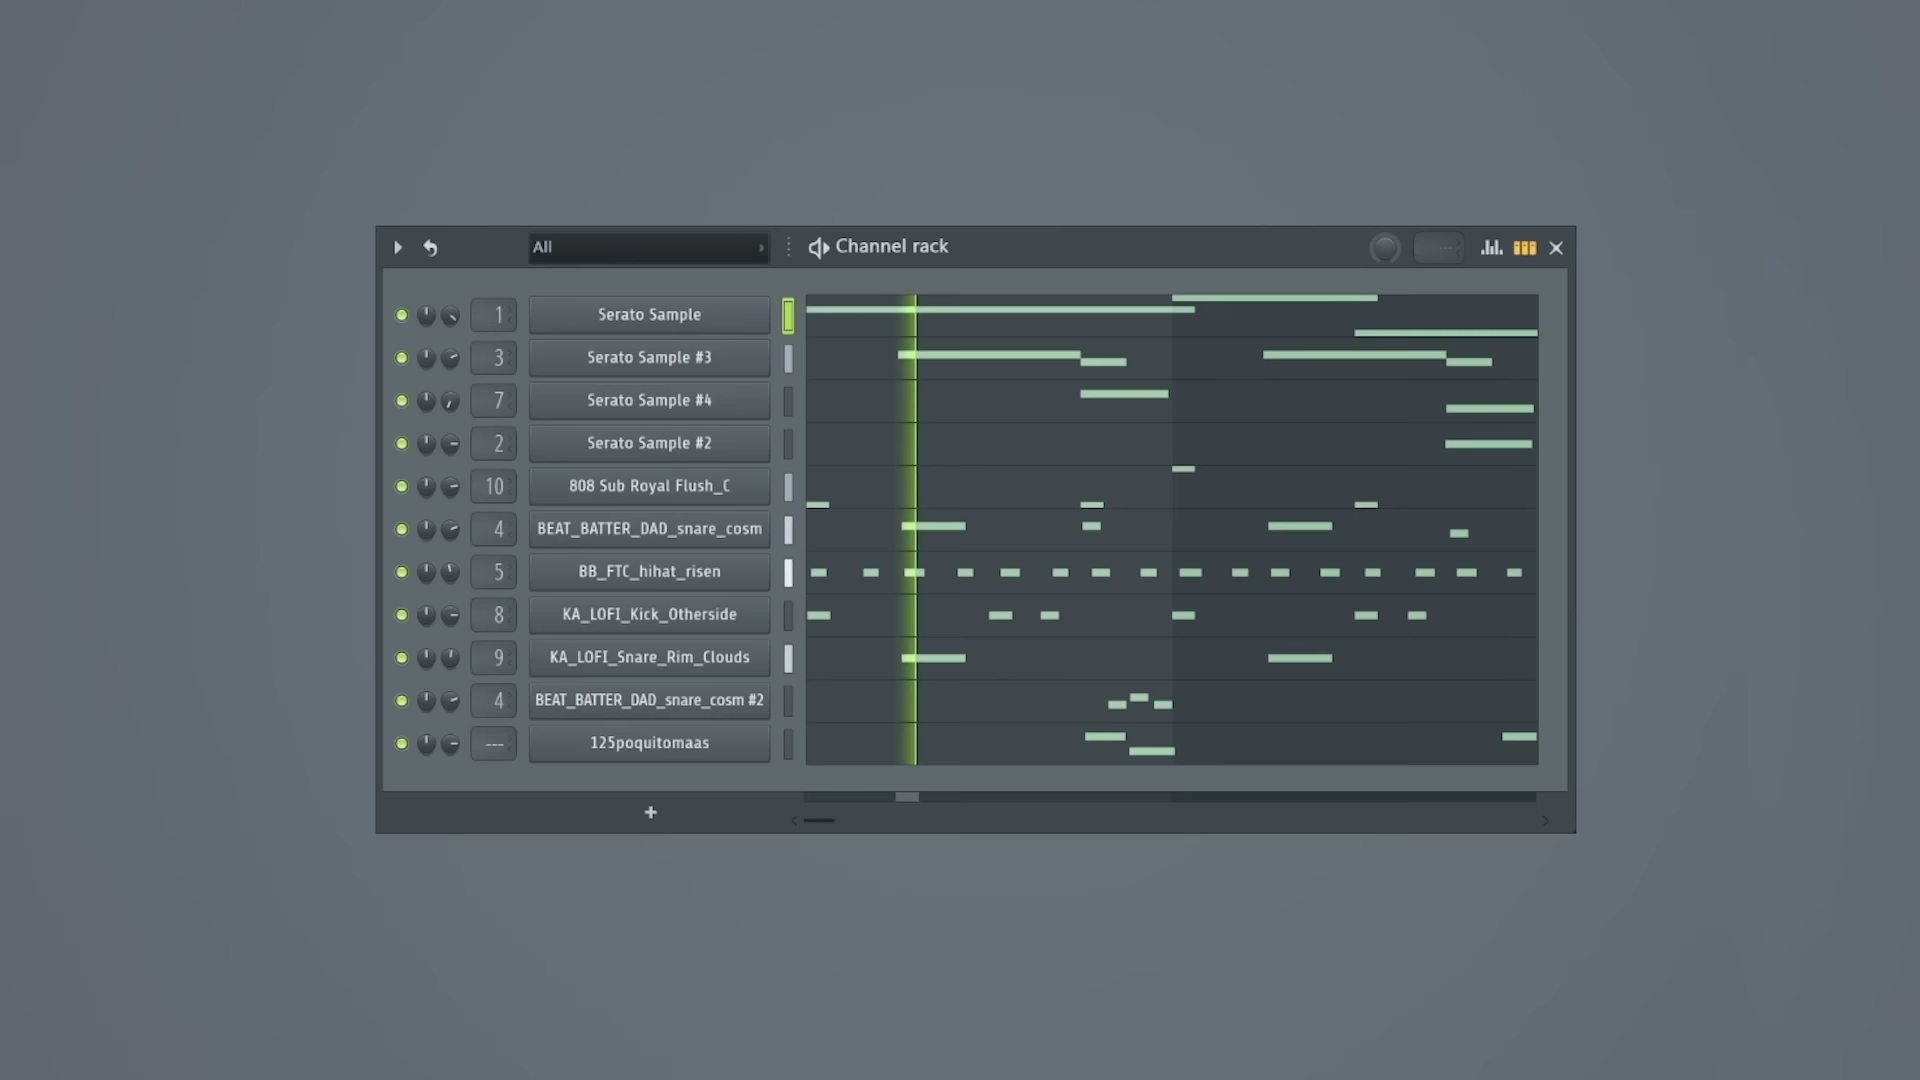 All
Channel rack
1 Serato Sample
3 Serato Sample #3
7 Serato Sample #4
2 Serato Sample #2
10 808 Sub Royal Flush_C
4 BEAT_BATTER_DAD_snare_cosm
5 BB_FTC_hihat_risen
8 KA_LOFI_Kick_Otherside
9 KA_LOFI_Snare_Rim_Clouds
4 BEAT_BATTER_DAD_snare_cosm #2
--- 125poquitomaas
+